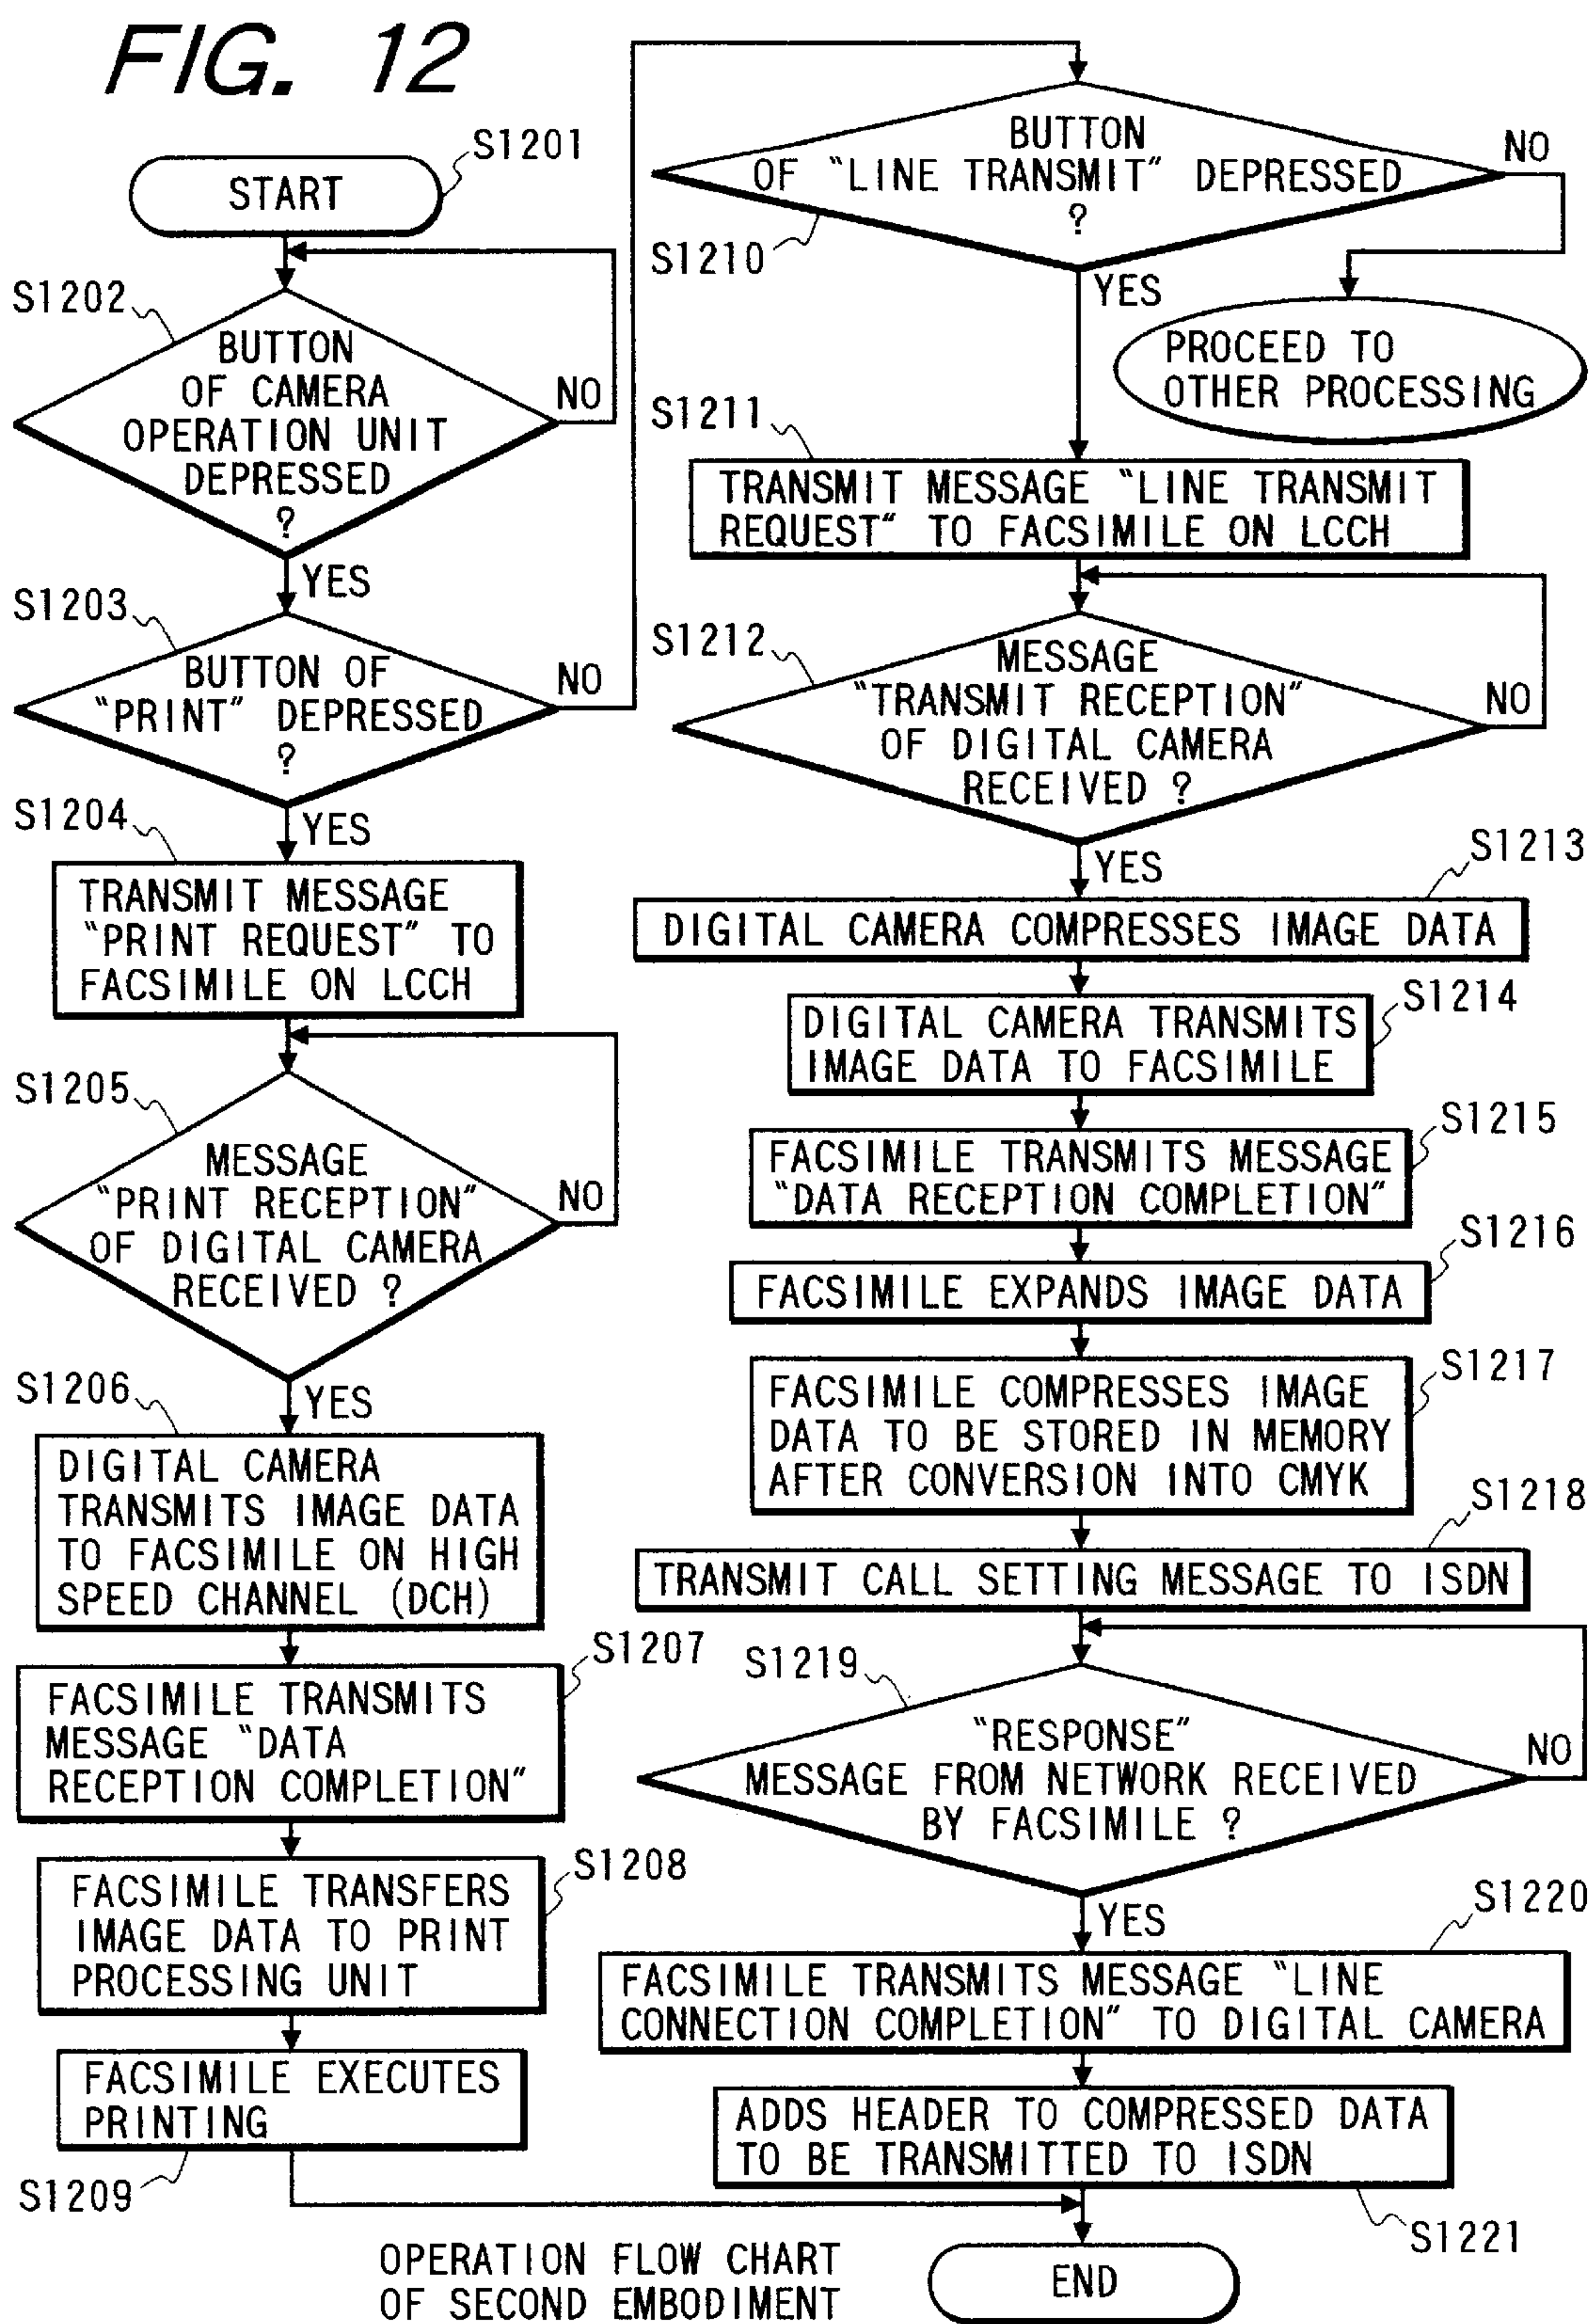 FIG. 12
S1201
START
S1202
BUTTON
OF CAMERA
OPERATION UNIT
DEPRESSED
?
NO
YES
S1203
BUTTON OF
"PRINT" DEPRESSED
?
NO
YES
S1204
TRANSMIT MESSAGE
"PRINT REQUEST" TO
FACSIMILE ON LCCH
S1205
MESSAGE
"PRINT RECEPTION"
OF DIGITAL CAMERA
RECEIVED ?
NO
YES
S1206
DIGITAL CAMERA
TRANSMITS IMAGE DATA
TO FACSIMILE ON HIGH
SPEED CHANNEL (DCH)
S1207
FACSIMILE TRANSMITS
MESSAGE "DATA
RECEPTION COMPLETION"
S1208
FACSIMILE TRANSFERS
IMAGE DATA TO PRINT
PROCESSING UNIT
FACSIMILE EXECUTES
PRINTING
S1209
BUTTON
OF "LINE TRANSMIT" DEPRESSED
?
NO
S1210
YES
PROCEED TO
OTHER PROCESSING
S1211
TRANSMIT MESSAGE "LINE TRANSMIT
REQUEST" TO FACSIMILE ON LCCH
S1212
MESSAGE
"TRANSMIT RECEPTION"
OF DIGITAL CAMERA
RECEIVED ?
NO
YES
S1213
DIGITAL CAMERA COMPRESSES IMAGE DATA
S1214
DIGITAL CAMERA TRANSMITS
IMAGE DATA TO FACSIMILE
S1215
FACSIMILE TRANSMITS MESSAGE
"DATA RECEPTION COMPLETION"
S1216
FACSIMILE EXPANDS IMAGE DATA
S1217
FACSIMILE COMPRESSES IMAGE
DATA TO BE STORED IN MEMORY
AFTER CONVERSION INTO CMYK
S1218
TRANSMIT CALL SETTING MESSAGE TO ISDN
S1219
"RESPONSE"
MESSAGE FROM NETWORK RECEIVED
BY FACSIMILE ?
NO
YES
S1220
FACSIMILE TRANSMITS MESSAGE "LINE
CONNECTION COMPLETION" TO DIGITAL CAMERA
ADDS HEADER TO COMPRESSED DATA
TO BE TRANSMITTED TO ISDN
S1221
END
OPERATION FLOW CHART
OF SECOND EMBODIMENT